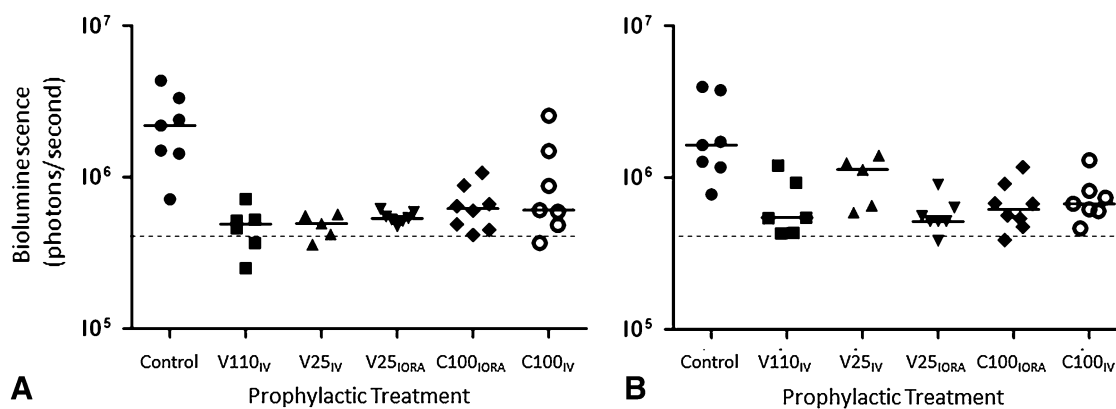 10⁷
10⁶
10⁵
Bioluminescence
(photons/second)
Control V110IV V25IV V25IORA C100IORA C100IV
Prophylactic Treatment
A
10⁷
10⁶
10⁵
Control V110IV V25IV V25IORA C100IORA C100IV
Prophylactic Treatment
B